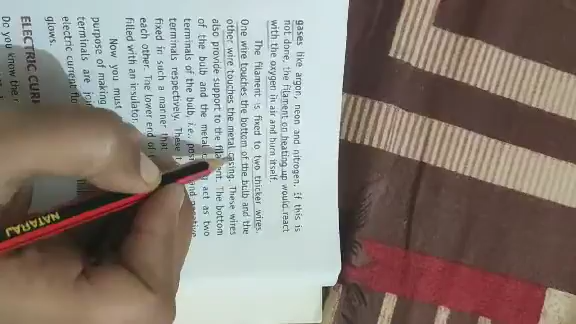 gases like argon, neon and nitrogen. If this is
not done, the filament on heating up would react
with the oxygen in air and burn itself.
The filament is fixed to two thicker wires.
One wire touches the bottom of the bulb and the
other wire touches the metal casing. These wires
also provide support to the filament. The bottom
of the bulb and the metal act as two
terminals of the bulb, i.e., and
terminals respectively. These
fixed in such a manner that
each other. The lower end of
filled with an insulator.
Now you must
purpose of making
terminals are
electric current
glows.
ELECTRIC
Do you know
NATARAJ